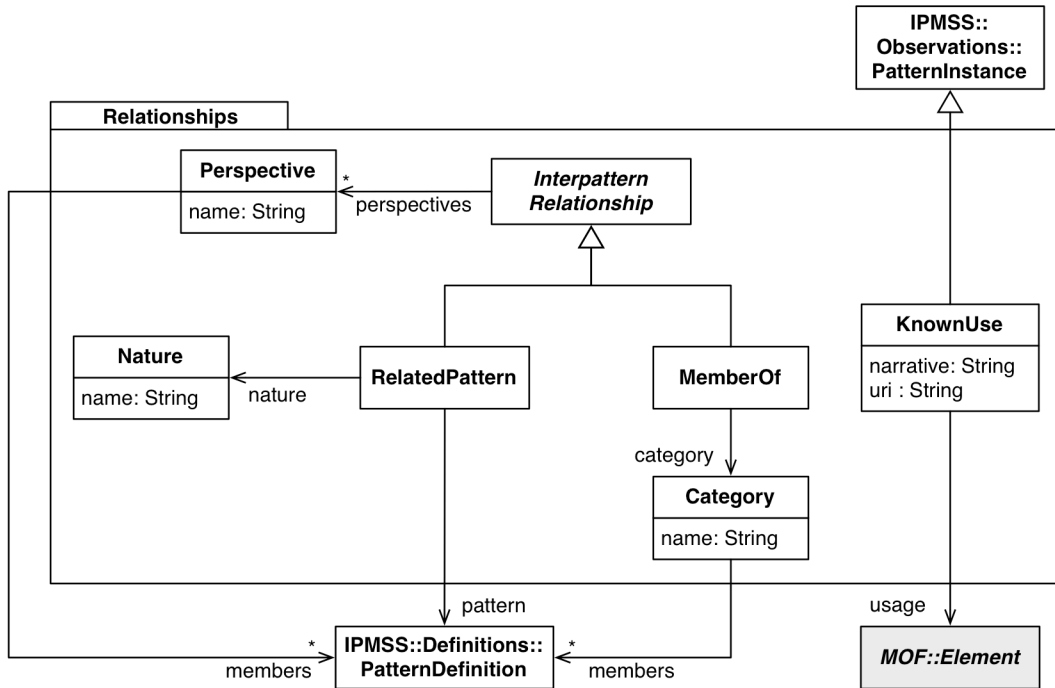 IPMSS::
Observations::
PatternInstance
Relationships
Perspective
name: String
*
perspectives
Interpattern
Relationship
KnownUse
narrative: String
uri : String
Nature
name: String
nature
RelatedPattern
MemberOf
category
Category
name: String
pattern
usage
*
members
IPMSS::Definitions::
PatternDefinition
*
members
MOF::Element